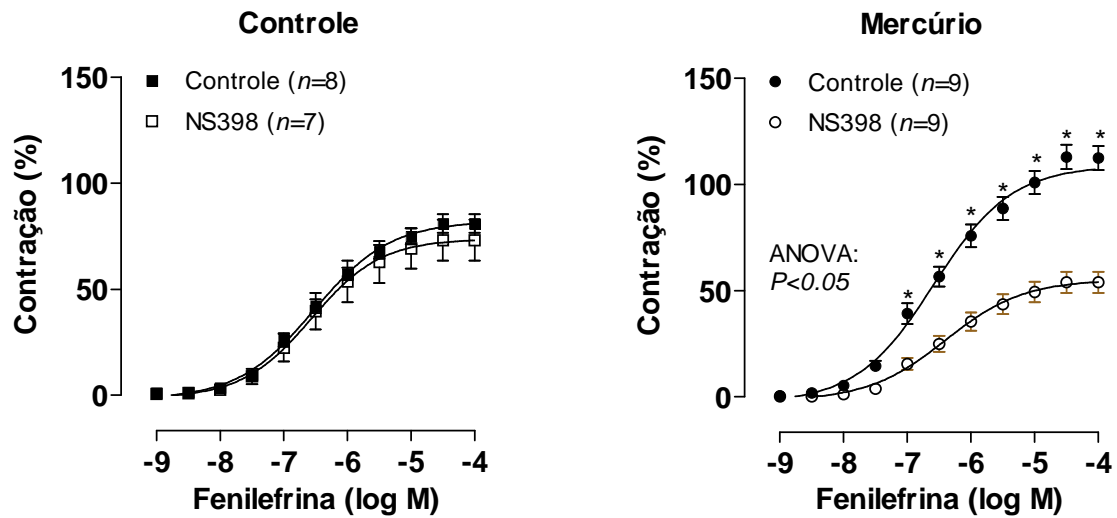 Controle
Controle (n=8)
NS398 (n=7)
Contração (%)
150
100
50
0
-9 -8 -7 -6 -5 -4
Fenilefrina (log M)
Mercúrio
Controle (n=9)
NS398 (n=9)
Contração (%)
150
100
50
0
* * * * * * *
ANOVA:
P<0.05
-9 -8 -7 -6 -5 -4
Fenilefrina (log M)